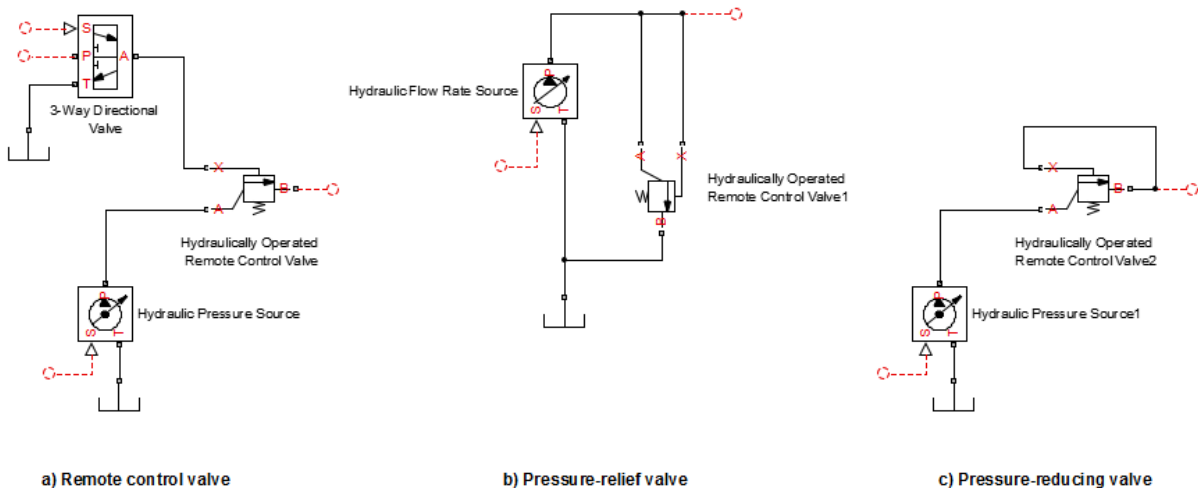 S
P
A
T
3-Way Directional
Valve
X
B
A
Hydraulically Operated
Remote Control Valve
P
S
T
Hydraulic Pressure Source
a) Remote control valve
Hydraulic Flow Rate Source
P
S
T
A
X
W
B
Hydraulically Operated
Remote Control Valve1
b) Pressure-relief valve
X
B
A
Hydraulically Operated
Remote Control Valve2
P
S
T
Hydraulic Pressure Source1
c) Pressure-reducing valve